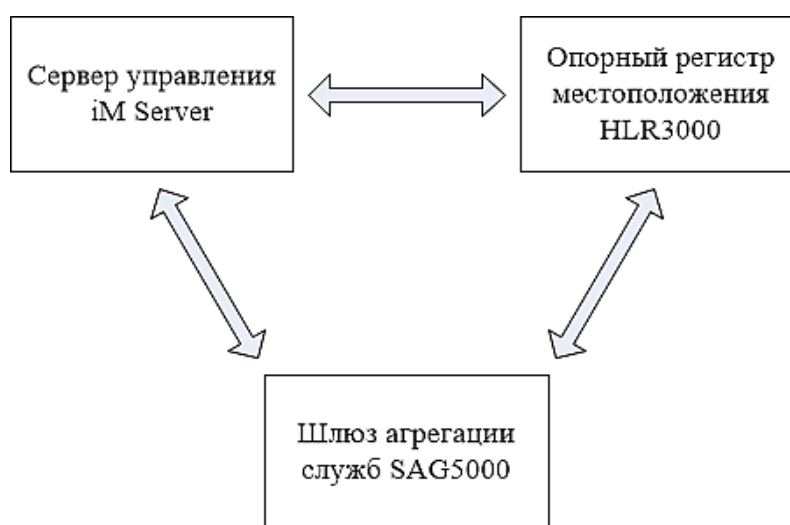 Сервер управления
iM Server
Опорный регистр
местоположения
HLR3000
Шлюз агрегации
служб SAG5000